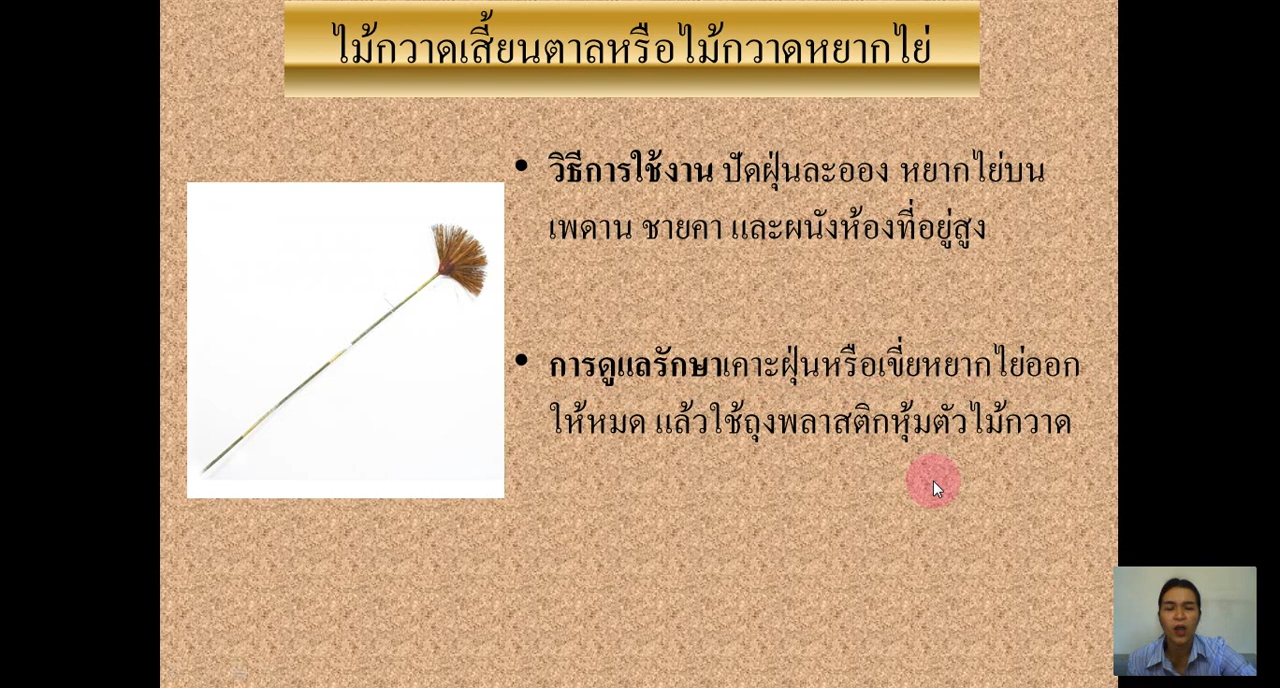 ไม้กวาดเสี้ยนตาลหรือไม้กวาดหยากไย่
• วิธีการใช้งาน ปัดฝุ่นละออง หยากไย่บน
เพดาน ชายคา และผนังห้องที่อยู่สูง
• การดูแลรักษาเคาะฝุ่นหรือเขี่ยหยากไย่ออก
ให้หมด แล้วใช้ถุงพลาสติกหุ้มตัวไม้กวาด